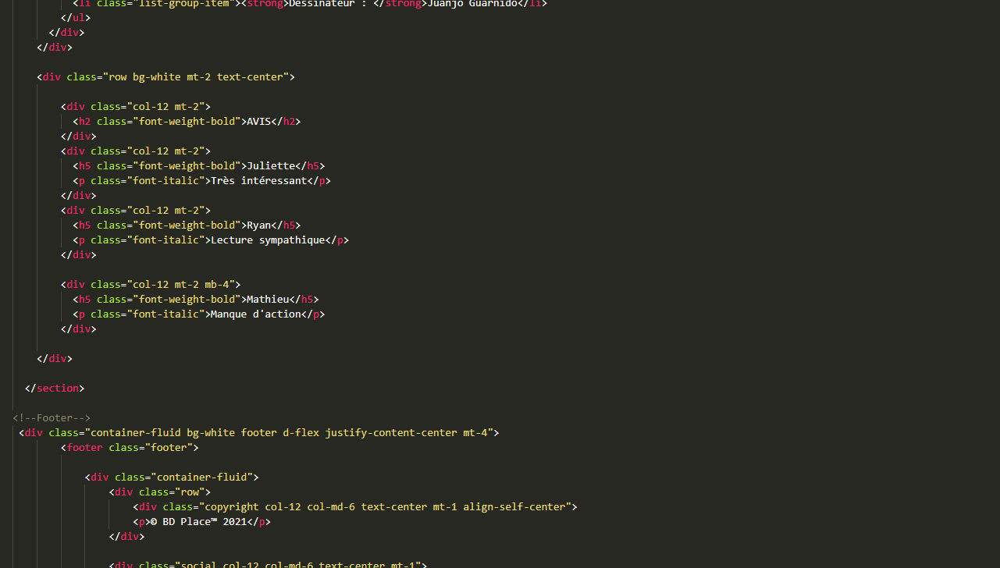 <li class="list-group-item"><strong>Dessinateur : </strong>Juanjo Guarnido</li>
</ul>
</div>
</div>
<div class="row bg-white mt-2 text-center">
<div class="col-12 mt-2">
<h2 class="font-weight-bold">AVIS</h2>
</div>
<div class="col-12 mt-2">
<h5 class="font-weight-bold">Juliette</h5>
<p class="font-italic">Très intéressant</p>
</div>
<div class="col-12 mt-2">
<h5 class="font-weight-bold">Ryan</h5>
<p class="font-italic">Lecture sympathique</p>
</div>
<div class="col-12 mt-2 mb-4">
<h5 class="font-weight-bold">Mathieu</h5>
<p class="font-italic">Manque d'action</p>
</div>
</div>
</section>
<!--Footer-->
<div class="container-fluid bg-white footer d-flex justify-content-center mt-4">
<footer class="footer">
<div class="container-fluid">
<div class="row">
<div class="copyright col-12 col-md-6 text-center mt-1 align-self-center">
<p>© BD Place™ 2021</p>
</div>
<div class="social col-12 col-md-6 text-center mt-1">